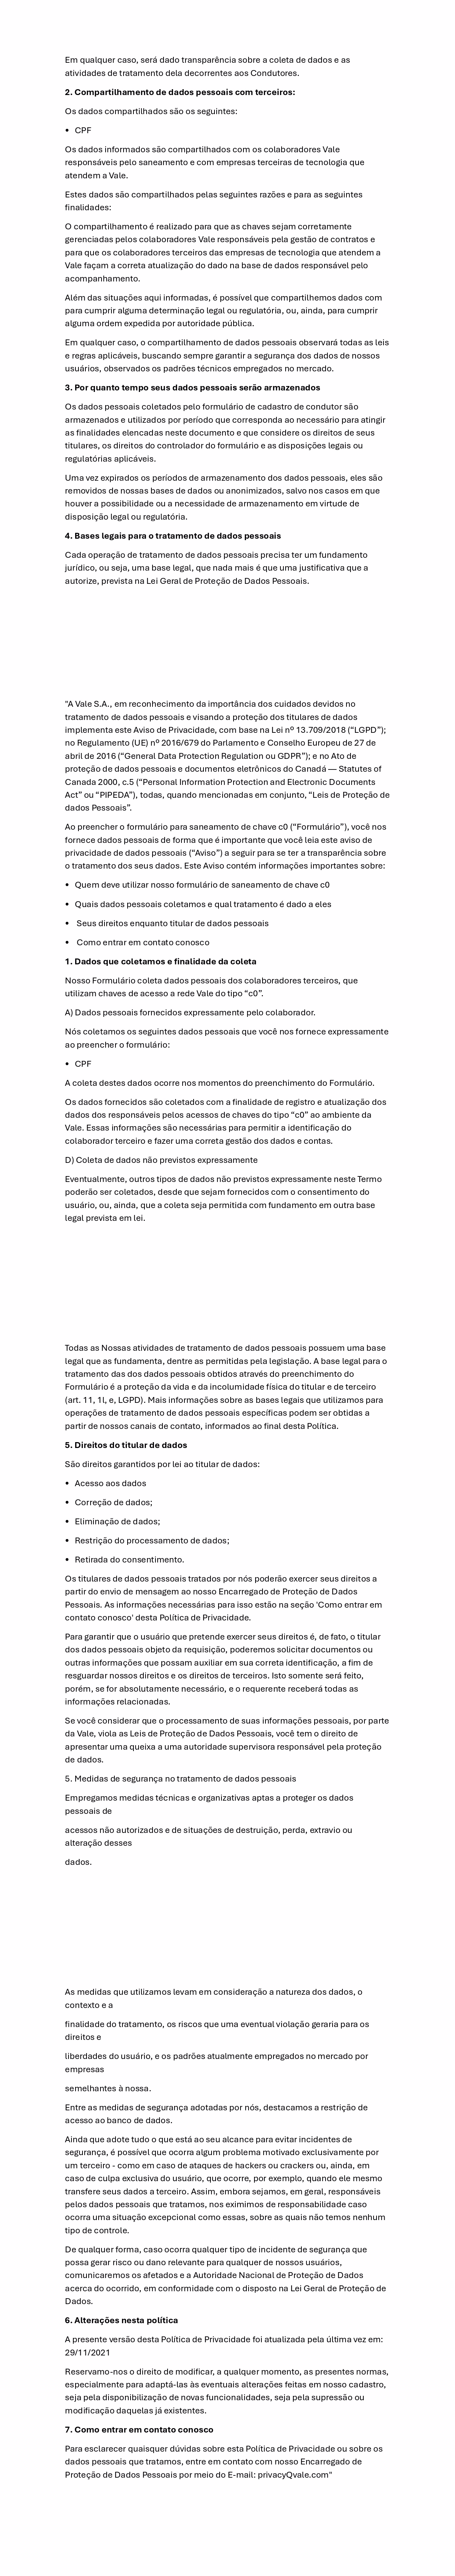 Em qualquer caso, será dado transparência sobre a coleta de dados e as
atividades de tratamento dela decorrentes aos Condutores.
2. Compartilhamento de dados pessoais com terceiros:
Os dados compartilhados são os seguintes:
• CPF
Os dados informados são compartilhados com os colaboradores Vale
responsáveis pelo saneamento e com empresas terceiras de tecnologia que
atendem a Vale.
Estes dados são compartilhados pelas seguintes razões e para as seguintes
finalidades:
O compartilhamento é realizado para que as chaves sejam corretamente
gerenciadas pelos colaboradores Vale responsáveis pela gestão de contratos e
para que os colaboradores terceiros das empresas de tecnologia que atendem a
Vale façam a correta atualização do dado na base de dados responsável pelo
acompanhamento.
Além das situações aqui informadas, é possível que compartilhemos dados com
para cumprir alguma determinação legal ou regulatória, ou, ainda, para cumprir
alguma ordem expedida por autoridade pública.
Em qualquer caso, o compartilhamento de dados pessoais observará todas as leis
e regras aplicáveis, buscando sempre garantir a segurança dos dados de nossos
usuários, observados os padrões técnicos empregados no mercado.
3. Por quanto tempo seus dados pessoais serão armazenados
Os dados pessoais coletados pelo formulário de cadastro de condutor são
armazenados e utilizados por período que corresponda ao necessário para atingir
as finalidades elencadas neste documento e que considere os direitos de seus
titulares, os direitos do controlador do formulário e as disposições legais ou
regulatórias aplicáveis.
Uma vez expirados os períodos de armazenamento dos dados pessoais, eles são
removidos de nossas bases de dados ou anonimizados, salvo nos casos em que
houver a possibilidade ou a necessidade de armazenamento em virtude de
disposição legal ou regulatória.
4. Bases legais para o tratamento de dados pessoais
Cada operação de tratamento de dados pessoais precisa ter um fundamento
jurídico, ou seja, uma base legal, que nada mais é que uma justificativa que a
autorize, prevista na Lei Geral de Proteção de Dados Pessoais.
"A Vale S.A., em reconhecimento da importância dos cuidados devidos no
tratamento de dados pessoais e visando a proteção dos titulares de dados
implementa este Aviso de Privacidade, com base na Lei nº 13.709/2018 (“LGPD”);
no Regulamento (UE) nº 2016/679 do Parlamento e Conselho Europeu de 27 de
abril de 2016 (“General Data Protection Regulation ou GDPR”); e no Ato de
proteção de dados pessoais e documentos eletrônicos do Canadá — Statutes of
Canada 2000, c.5 (“Personal Information Protection and Electronic Documents
Act” ou “PIPEDA”), todas, quando mencionadas em conjunto, “Leis de Proteção de
dados Pessoais”.
Ao preencher o formulário para saneamento de chave c0 (“Formulário”), você nos
fornece dados pessoais de forma que é importante que você leia este aviso de
privacidade de dados pessoais (“Aviso”) a seguir para se ter a transparência sobre
o tratamento dos seus dados. Este Aviso contém informações importantes sobre:
• Quem deve utilizar nosso formulário de saneamento de chave c0
• Quais dados pessoais coletamos e qual tratamento é dado a eles
• Seus direitos enquanto titular de dados pessoais
• Como entrar em contato conosco
1. Dados que coletamos e finalidade da coleta
Nosso Formulário coleta dados pessoais dos colaboradores terceiros, que
utilizam chaves de acesso a rede Vale do tipo “c0”.
A) Dados pessoais fornecidos expressamente pelo colaborador.
Nós coletamos os seguintes dados pessoais que você nos fornece expressamente
ao preencher o formulário:
• CPF
A coleta destes dados ocorre nos momentos do preenchimento do Formulário.
Os dados fornecidos são coletados com a finalidade de registro e atualização dos
dados dos responsáveis pelos acessos de chaves do tipo “c0” ao ambiente da
Vale. Essas informações são necessárias para permitir a identificação do
colaborador terceiro e fazer uma correta gestão dos dados e contas.
D) Coleta de dados não previstos expressamente
Eventualmente, outros tipos de dados não previstos expressamente neste Termo
poderão ser coletados, desde que sejam fornecidos com o consentimento do
usuário, ou, ainda, que a coleta seja permitida com fundamento em outra base
legal prevista em lei.
Todas as Nossas atividades de tratamento de dados pessoais possuem uma base
legal que as fundamenta, dentre as permitidas pela legislação. A base legal para o
tratamento das dos dados pessoais obtidos através do preenchimento do
Formulário é a proteção da vida e da incolumidade física do titular e de terceiro
(art. 11, 1l, e, LGPD). Mais informações sobre as bases legais que utilizamos para
operações de tratamento de dados pessoais específicas podem ser obtidas a
partir de nossos canais de contato, informados ao final desta Política.
5. Direitos do titular de dados
São direitos garantidos por lei ao titular de dados:
• Acesso aos dados
• Correção de dados;
• Eliminação de dados;
• Restrição do processamento de dados;
• Retirada do consentimento.
Os titulares de dados pessoais tratados por nós poderão exercer seus direitos a
partir do envio de mensagem ao nosso Encarregado de Proteção de Dados
Pessoais. As informações necessárias para isso estão na seção 'Como entrar em
contato conosco' desta Política de Privacidade.
Para garantir que o usuário que pretende exercer seus direitos é, de fato, o titular
dos dados pessoais objeto da requisição, poderemos solicitar documentos ou
outras informações que possam auxiliar em sua correta identificação, a fim de
resguardar nossos direitos e os direitos de terceiros. Isto somente será feito,
porém, se for absolutamente necessário, e o requerente receberá todas as
informações relacionadas.
Se você considerar que o processamento de suas informações pessoais, por parte
da Vale, viola as Leis de Proteção de Dados Pessoais, você tem o direito de
apresentar uma queixa a uma autoridade supervisora responsável pela proteção
de dados.
5. Medidas de segurança no tratamento de dados pessoais
Empregamos medidas técnicas e organizativas aptas a proteger os dados
pessoais de
acessos não autorizados e de situações de destruição, perda, extravio ou
alteração desses
dados.
As medidas que utilizamos levam em consideração a natureza dos dados, o
contexto e a
finalidade do tratamento, os riscos que uma eventual violação geraria para os
direitos e
liberdades do usuário, e os padrões atualmente empregados no mercado por
empresas
semelhantes à nossa.
Entre as medidas de segurança adotadas por nós, destacamos a restrição de
acesso ao banco de dados.
Ainda que adote tudo o que está ao seu alcance para evitar incidentes de
segurança, é possível que ocorra algum problema motivado exclusivamente por
um terceiro - como em caso de ataques de hackers ou crackers ou, ainda, em
caso de culpa exclusiva do usuário, que ocorre, por exemplo, quando ele mesmo
transfere seus dados a terceiro. Assim, embora sejamos, em geral, responsáveis
pelos dados pessoais que tratamos, nos eximimos de responsabilidade caso
ocorra uma situação excepcional como essas, sobre as quais não temos nenhum
tipo de controle.
De qualquer forma, caso ocorra qualquer tipo de incidente de segurança que
possa gerar risco ou dano relevante para qualquer de nossos usuários,
comunicaremos os afetados e a Autoridade Nacional de Proteção de Dados
acerca do ocorrido, em conformidade com o disposto na Lei Geral de Proteção de
Dados.
6. Alterações nesta política
A presente versão desta Política de Privacidade foi atualizada pela última vez em:
29/11/2021
Reservamo-nos o direito de modificar, a qualquer momento, as presentes normas,
especialmente para adaptá-las às eventuais alterações feitas em nosso cadastro,
seja pela disponibilização de novas funcionalidades, seja pela supressão ou
modificação daquelas já existentes.
7. Como entrar em contato conosco
Para esclarecer quaisquer dúvidas sobre esta Política de Privacidade ou sobre os
dados pessoais que tratamos, entre em contato com nosso Encarregado de
Proteção de Dados Pessoais por meio do E-mail: privacyQvale.com"